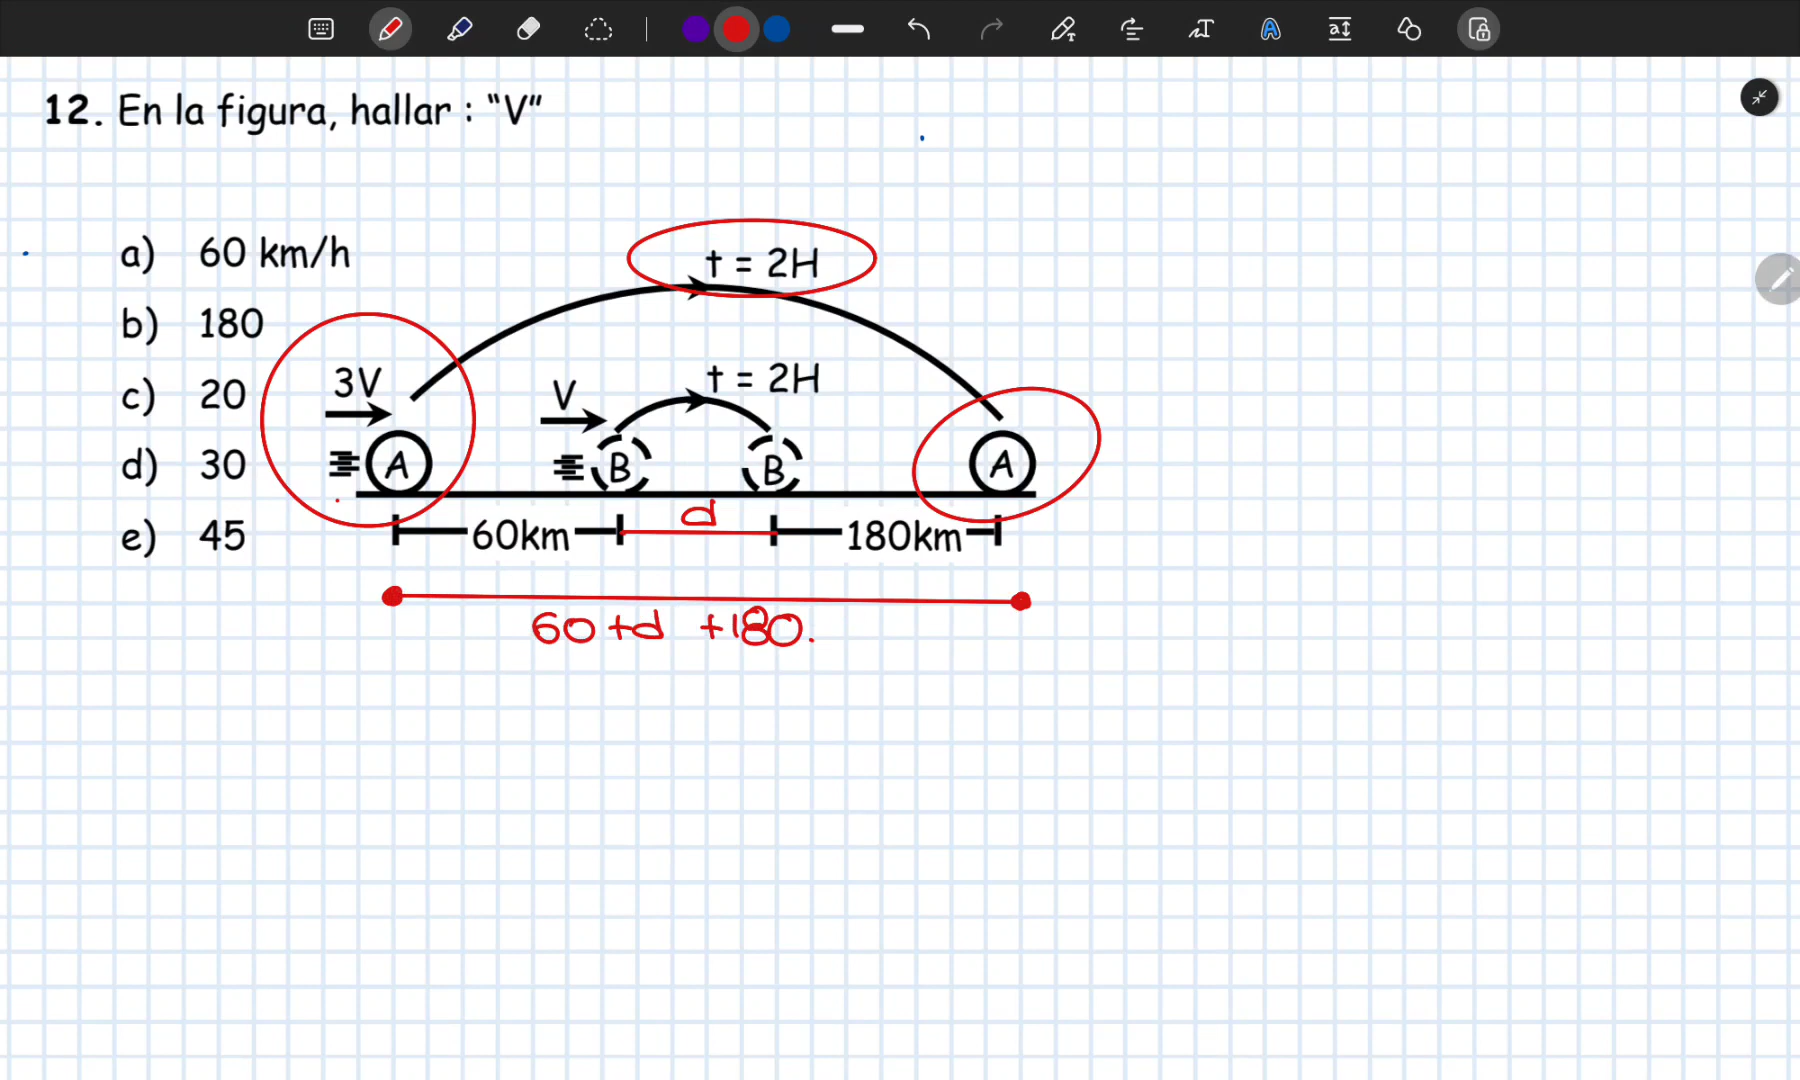 12. En la figura, hallar : “V”
a) 60 km/h
b) 180
c) 20
d) 30
e) 45
t = 2H
3V
V
t = 2H
A
B
B
A
d
60km
180km
60+d +180.